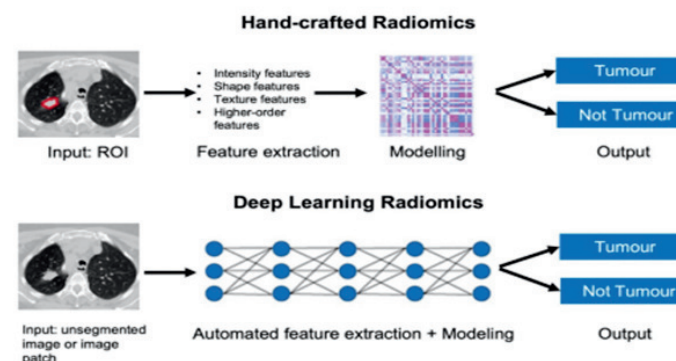 Hand-crafted Radiomics
• Intensity features
• Shape features
• Texture features
• Higher-order
features
Tumour
Not Tumour
Input: ROI
Feature extraction
Modelling
Output
Deep Learning Radiomics
Tumour
Not Tumour
Input: unsegmented
image or image
patch
Automated feature extraction + Modeling
Output